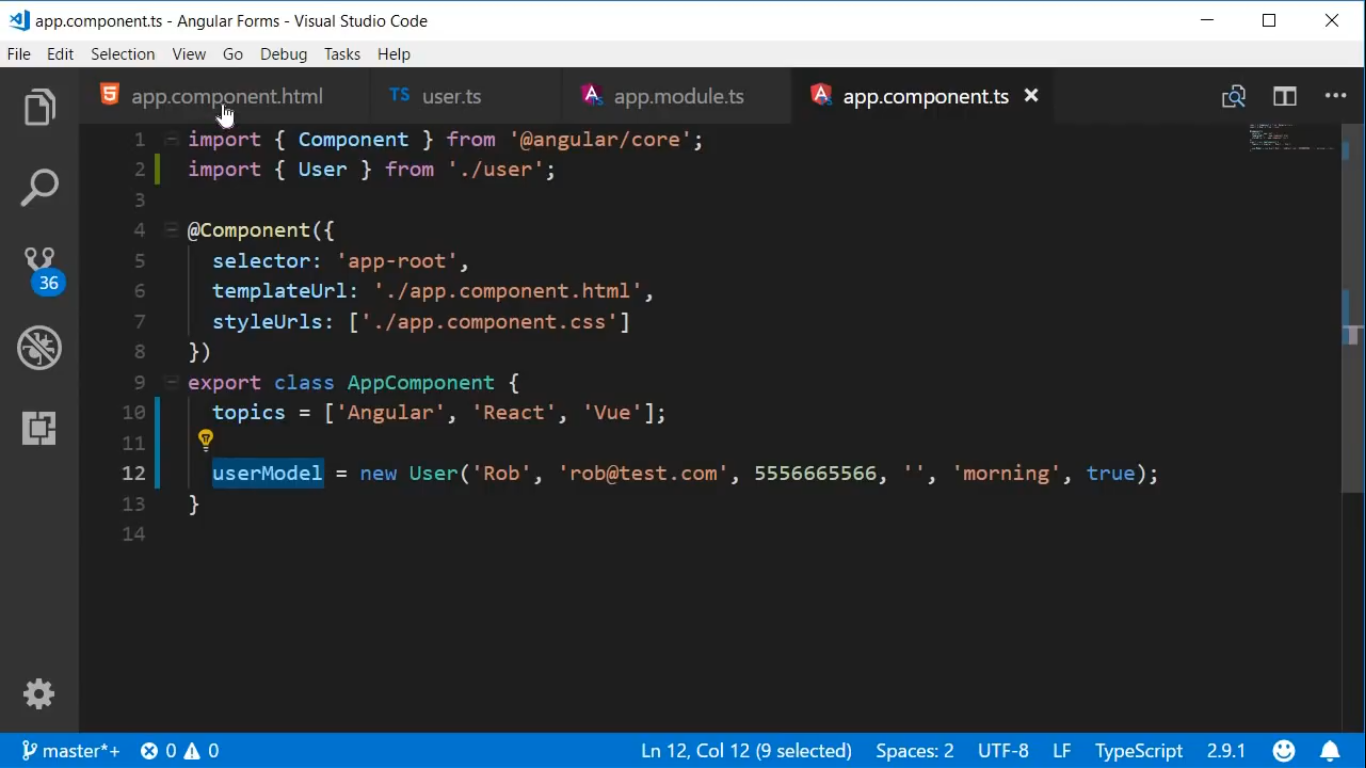 app.component.ts - Angular Forms - Visual Studio Code
File Edit Selection View Go Debug Tasks Help
app.component.html TS user.ts app.module.ts app.component.ts
1 import { Component } from '@angular/core';
2 import { User } from './user';
3
4 @Component({
5 selector: 'app-root',
6 templateUrl: './app.component.html',
7 styleUrls: ['./app.component.css']
8 })
9 export class AppComponent {
10 topics = ['Angular', 'React', 'Vue'];
11
12 userModel = new User('Rob', 'rob@test.com', 5556665566, '', 'morning', true);
13 }
14
36
master*+ 0 0 Ln 12, Col 12 (9 selected) Spaces: 2 UTF-8 LF TypeScript 2.9.1